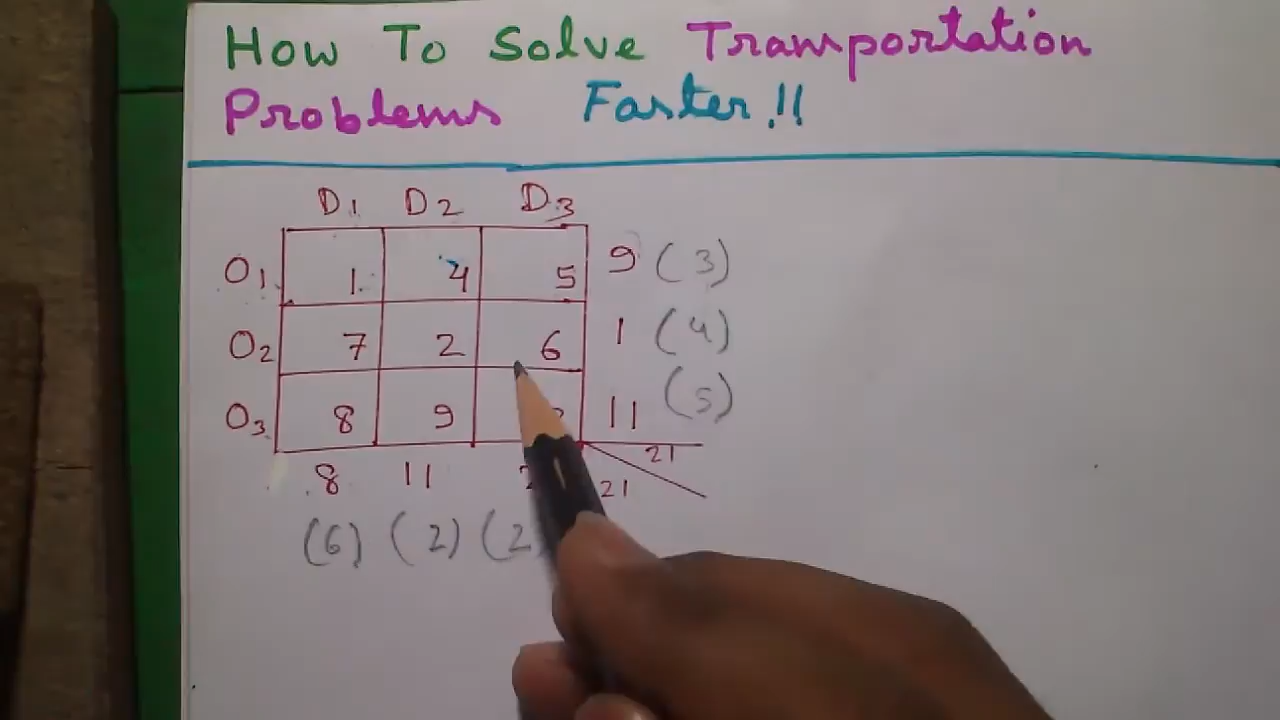 How To Solve Transportation
Problems Faster!!
D1 D2 D3
O1 1 4 5 9 (3)
O2 7 2 6 1 (4)
O3 8 9 11 (5)
8 11 21 21
(6) (2) (2